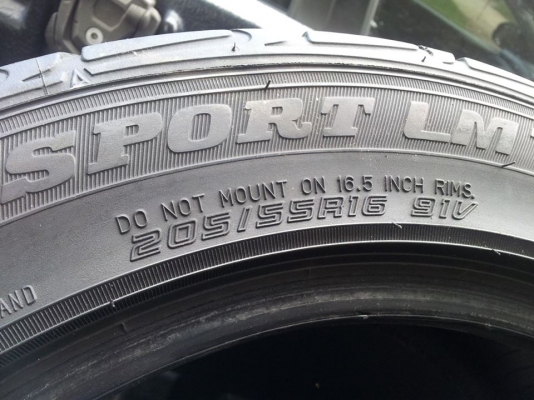 SPORT LM
DO NOT MOUNT ON 16.5 INCH RIMS.
205/55R16 91V
AND